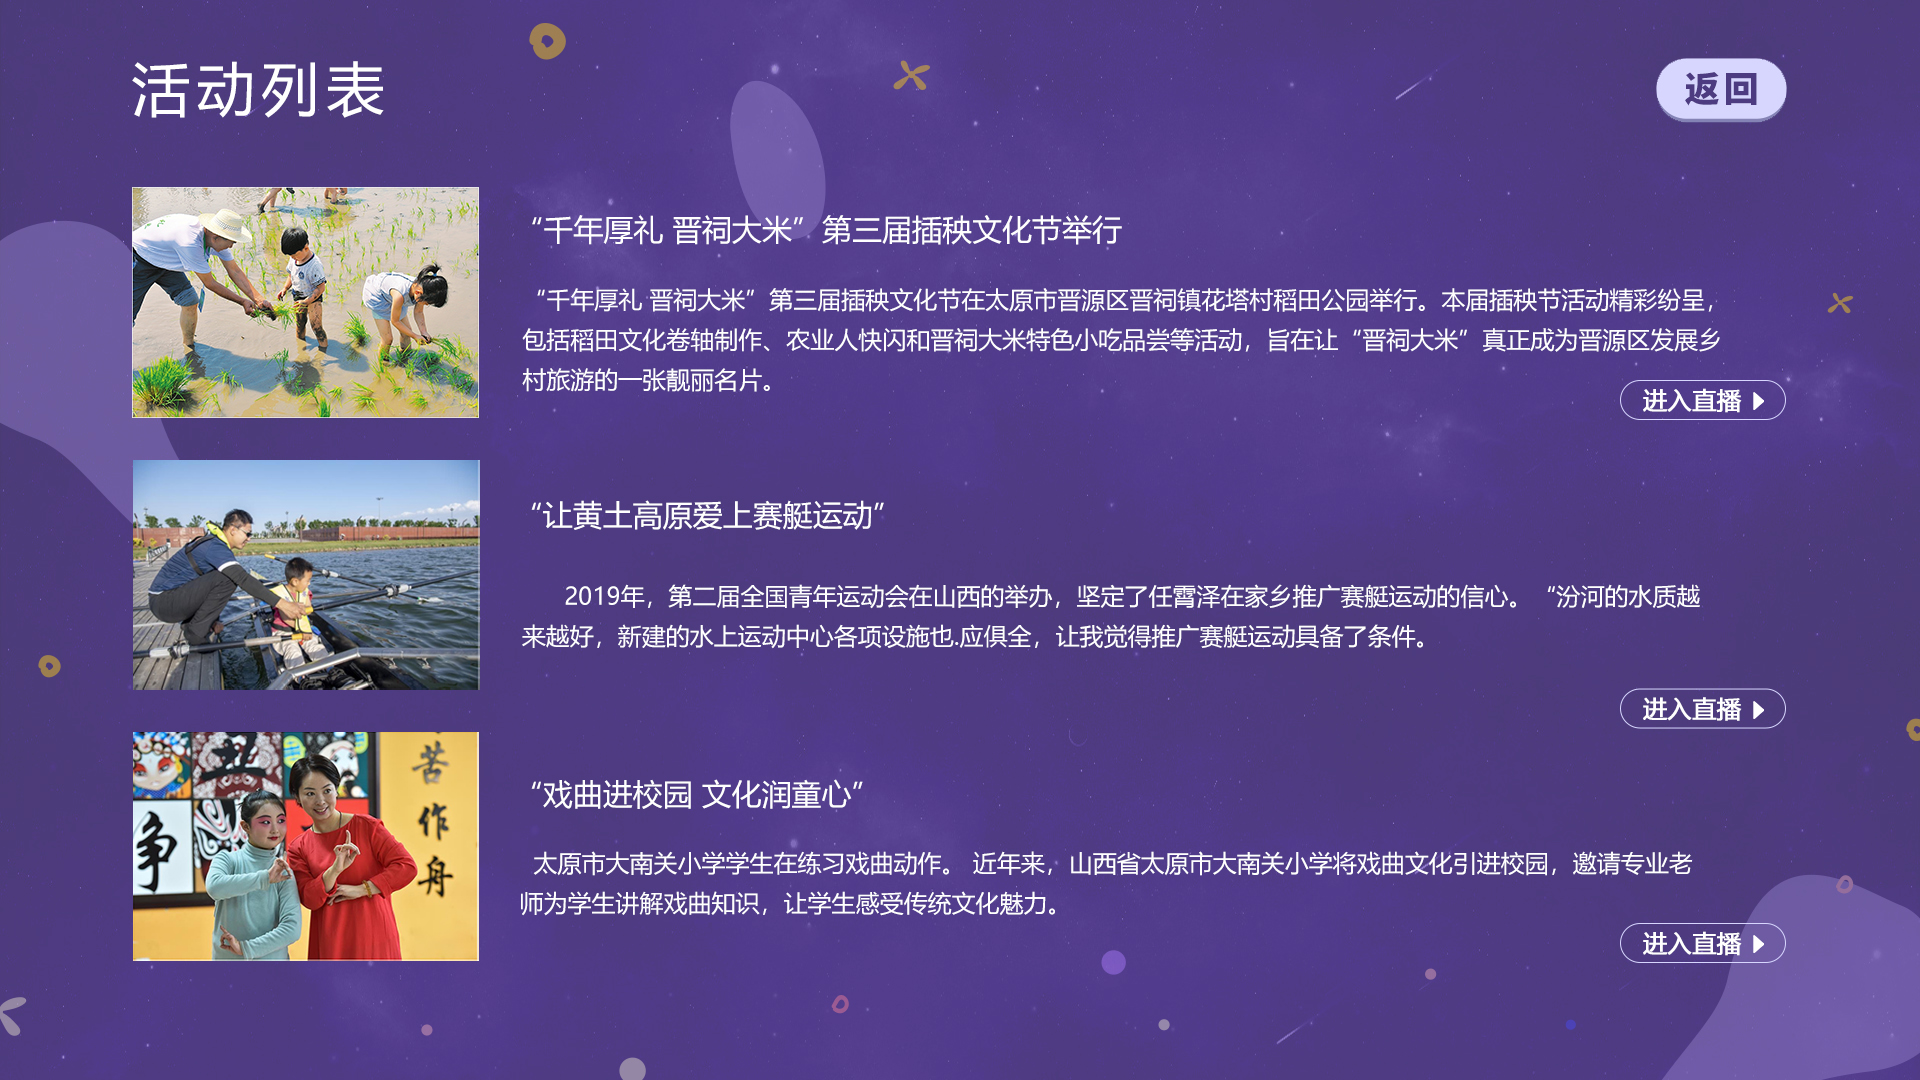 活动列表
返回
“千年厚礼 晋祠大米”第三届插秧文化节举行
“千年厚礼 晋祠大米”第三届插秧文化节在太原市晋源区晋祠镇花塔村稻田公园举行。本届插秧节活动精彩纷呈，
包括稻田文化卷轴制作、农业人快闪和晋祠大米特色小吃品尝等活动，旨在让“晋祠大米”真正成为晋源区发展乡
村旅游的一张靓丽名片。
进入直播
“让黄土高原爱上赛艇运动”
2019年，第二届全国青年运动会在山西的举办，坚定了任霄泽在家乡推广赛艇运动的信心。“汾河的水质越
来越好，新建的水上运动中心各项设施也.应俱全，让我觉得推广赛艇运动具备了条件。
进入直播
苦
作
舟
争
“戏曲进校园 文化润童心”
太原市大南关小学学生在练习戏曲动作。 近年来，山西省太原市大南关小学将戏曲文化引进校园，邀请专业老
师为学生讲解戏曲知识，让学生感受传统文化魅力。
进入直播